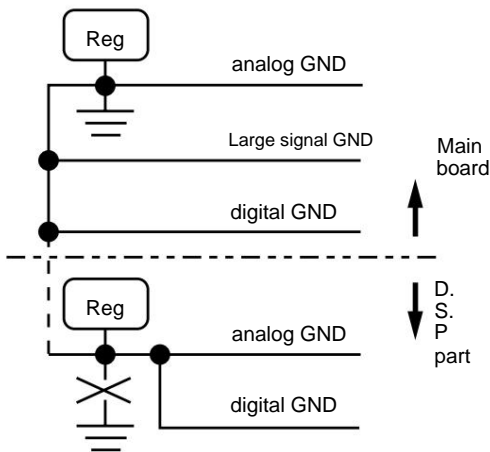 Reg
analog GND
Large signal GND
digital GND
Main
board
Reg
analog GND
digital GND
D.
S.
P
part